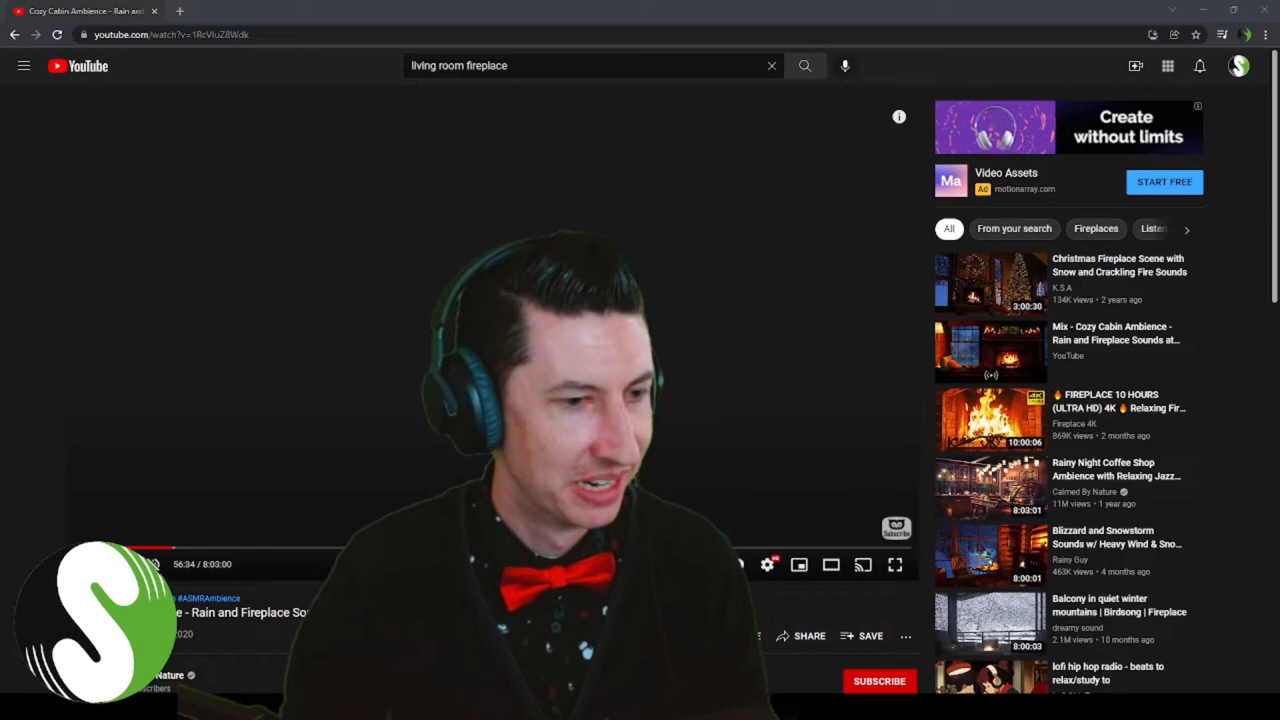 Cozy Cabin Ambience - Rain and
youtube.com/watch?v=1RcVluZ8Wdk
YouTube
living room fireplace
Create
without limits
Ma
Video Assets
Ad motionarray.com
START FREE
All
From your search
Fireplaces
Listen
3:00:30
Christmas Fireplace Scene with
Snow and Crackling Fire Sounds
K.S.A
134K views • 2 years ago
Mix - Cozy Cabin Ambience -
Rain and Fireplace Sounds at...
YouTube
4K
10:00:06
🔥 FIREPLACE 10 HOURS
(ULTRA HD) 4K 🔥 Relaxing Fir...
Fireplace 4K
869K views • 2 months ago
8:03:01
Rainy Night Coffee Shop
Ambience with Relaxing Jazz...
Calmed By Nature
11M views • 1 year ago
8:00:01
Blizzard and Snowstorm
Sounds w/ Heavy Wind & Sno...
Rainy Guy
463K views • 4 months ago
8:00:03
Balcony in quiet winter
mountains | Birdsong | Fireplace
dreamy sound
2.1M views • 10 months ago
lofi hip hop radio - beats to
relax/study to
Subscribe
56:34 / 8:03:00
HD
#ASMRAmbience
e - Rain and Fireplace So
2020
SHARE
SAVE
Nature
scribers
SUBSCRIBE
S